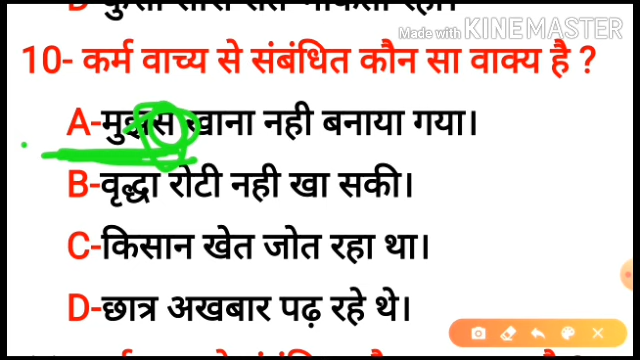 Made with KINEMASTER
10- कर्म वाच्य से संबंधित कौन सा वाक्य है ?
A-मुझसे खाना नही बनाया गया।
B-वृद्धा रोटी नही खा सकी।
C-किसान खेत जोत रहा था।
D-छात्र अखबार पढ़ रहे थे।